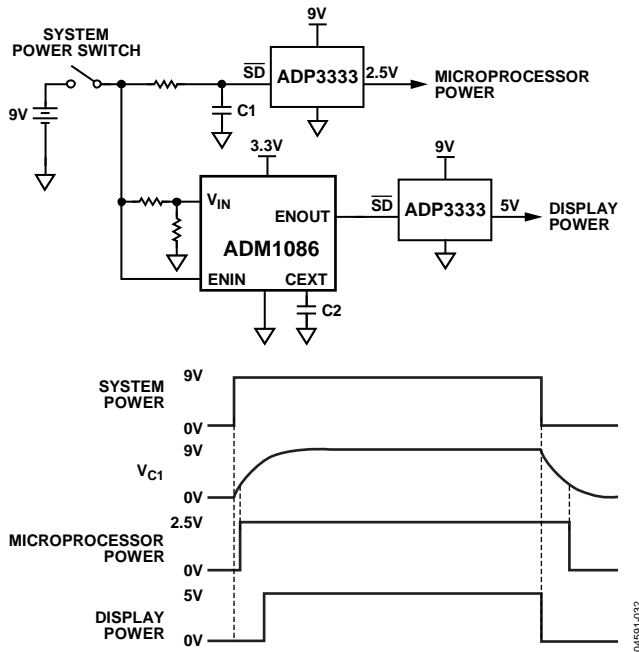 SYSTEM
POWER SWITCH
9V
9V
SD
ADP3333
2.5V
MICROPROCESSOR
POWER
C1
3.3V
9V
VIN
ENOUT
SD
ADP3333
5V
DISPLAY
POWER
ADM1086
ENIN
CEXT
C2
9V
SYSTEM
POWER
0V
9V
VC1
0V
2.5V
MICROPROCESSOR
POWER
0V
5V
DISPLAY
POWER
0V
04591-032